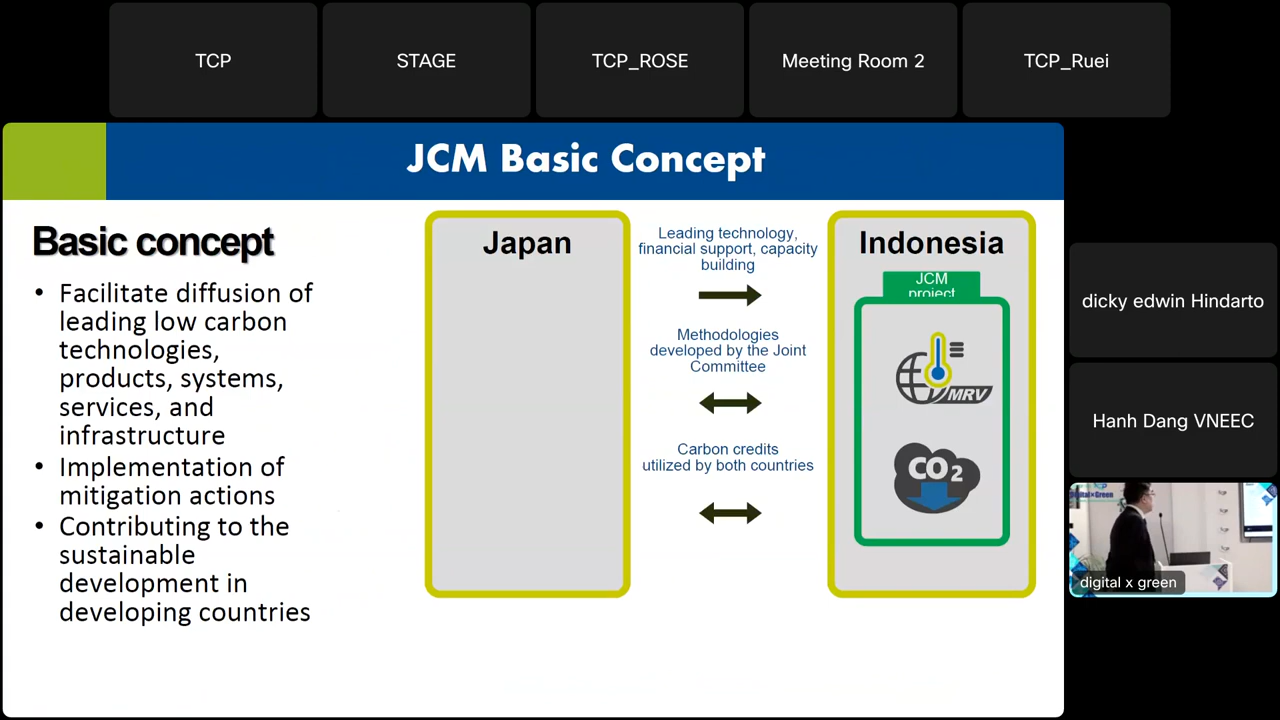 TCP
STAGE
TCP_ROSE
Meeting Room 2
TCP_Ruei
JCM Basic Concept
Basic concept
• Facilitate diffusion of
leading low carbon
technologies,
products, systems,
services, and
infrastructure
• Implementation of
mitigation actions
• Contributing to the
sustainable
development in
developing countries
Japan
Leading technology,
financial support, capacity
building
Methodologies
developed by the Joint
Committee
Carbon credits
utilized by both countries
Indonesia
JCM
project
MRV
CO2
dicky edwin Hindarto
Hanh Dang VNEEC
Digital×Green
digital x green